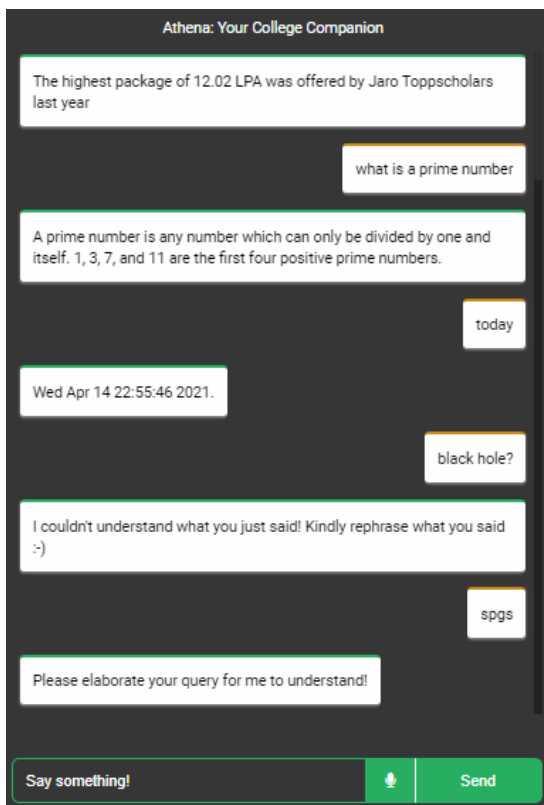 Athena: Your College Companion
The highest package of 12.02 LPA was offered by Jaro Toppscholars
last year
what is a prime number
A prime number is any number which can only be divided by one and
itself. 1, 3, 7, and 11 are the first four positive prime numbers.
today
Wed Apr 14 22:55:46 2021.
black hole?
I couldn't understand what you just said! Kindly rephrase what you said
:-)
spgs
Please elaborate your query for me to understand!
Say something!
Send